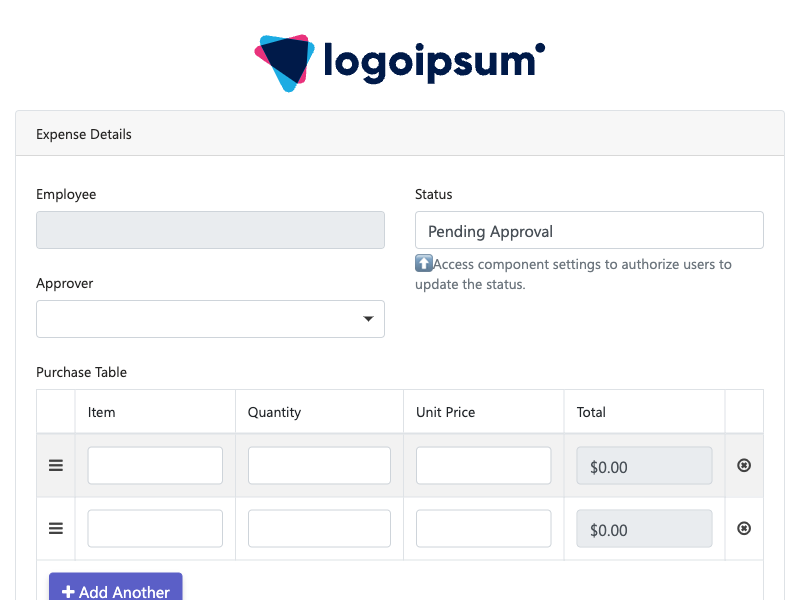 logoipsum
Expense Details
Employee
Status
Pending Approval
Access component settings to authorize users to
update the status.
Approver
Purchase Table
Item Quantity Unit Price Total
$0.00
$0.00
Add Another